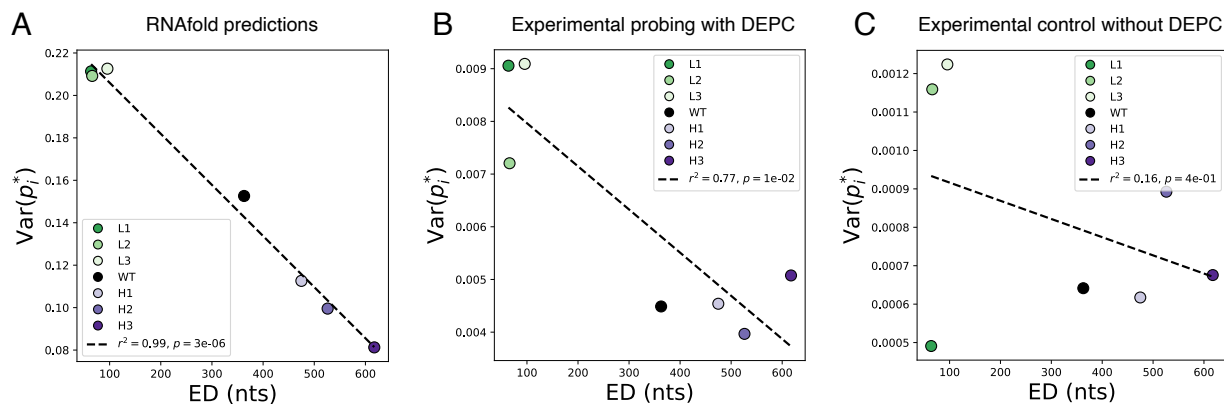 A
RNAfold predictions
0.22
0.20
0.18
0.16
0.14
0.12
0.10
0.08
Var(p_i^*)
L1
L2
L3
WT
H1
H2
H3
r² = 0.99, p = 3e-06
100 200 300 400 500 600
ED (nts)
B
Experimental probing with DEPC
0.009
0.008
0.007
0.006
0.005
0.004
Var(p_i^*)
L1
L2
L3
WT
H1
H2
H3
r² = 0.77, p = 1e-02
100 200 300 400 500 600
ED (nts)
C
Experimental control without DEPC
0.0012
0.0011
0.0010
0.0009
0.0008
0.0007
0.0006
0.0005
Var(p_i^*)
L1
L2
L3
WT
H1
H2
H3
r² = 0.16, p = 4e-01
100 200 300 400 500 600
ED (nts)